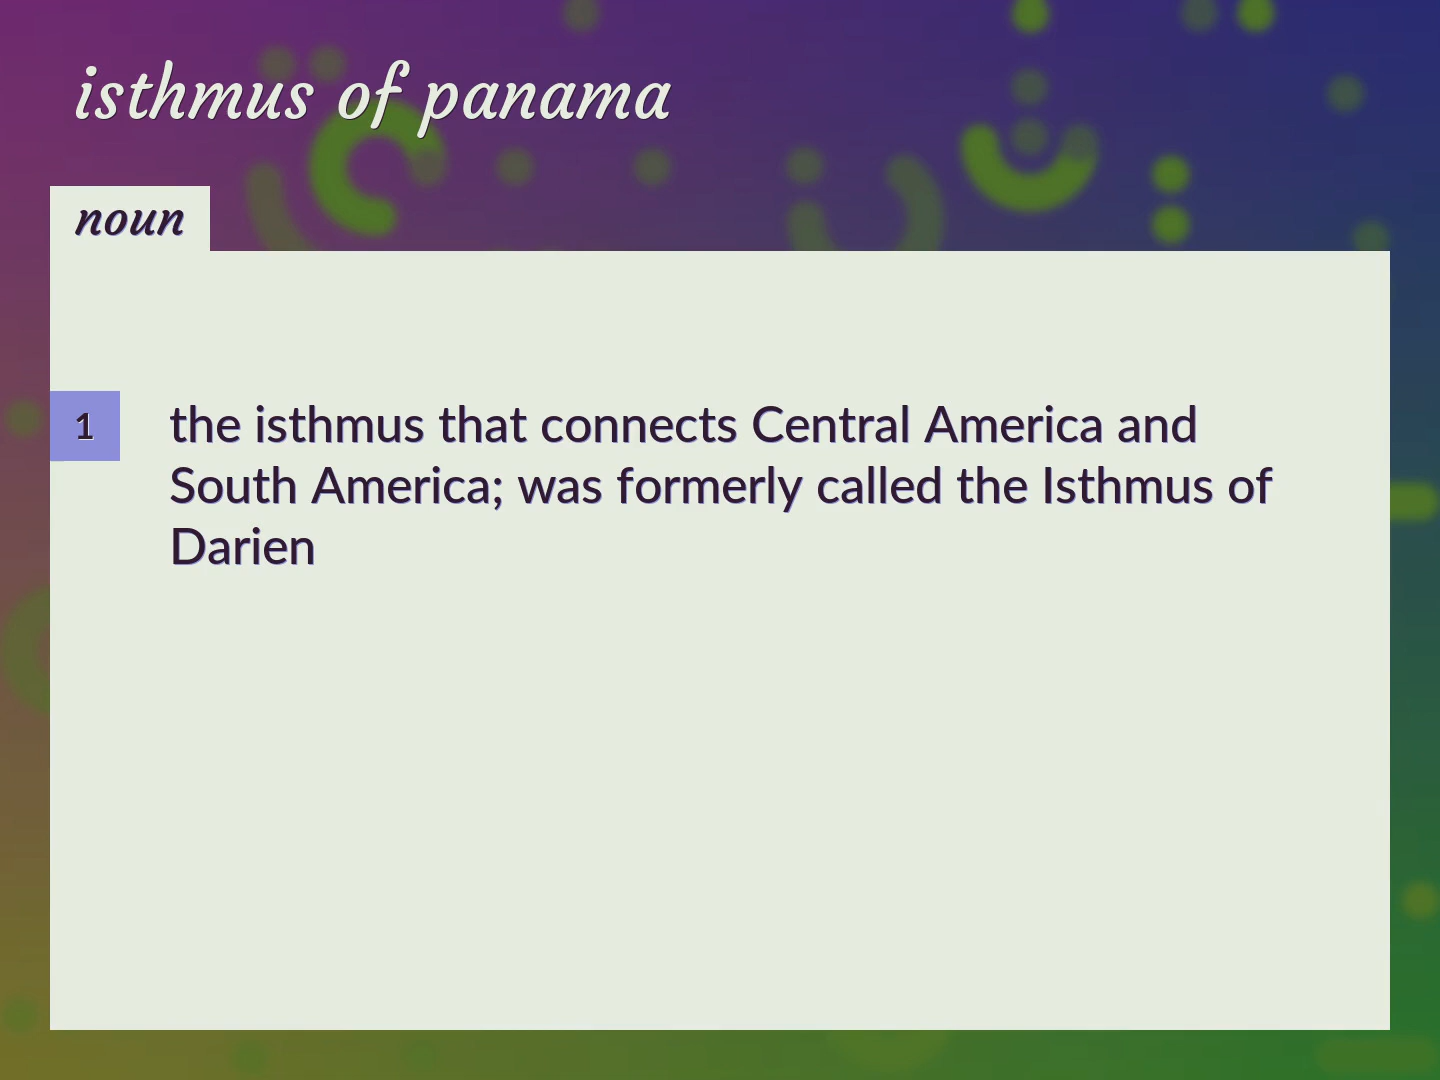 isthmus of panama
noun
1
the isthmus that connects Central America and
South America; was formerly called the Isthmus of
Darien